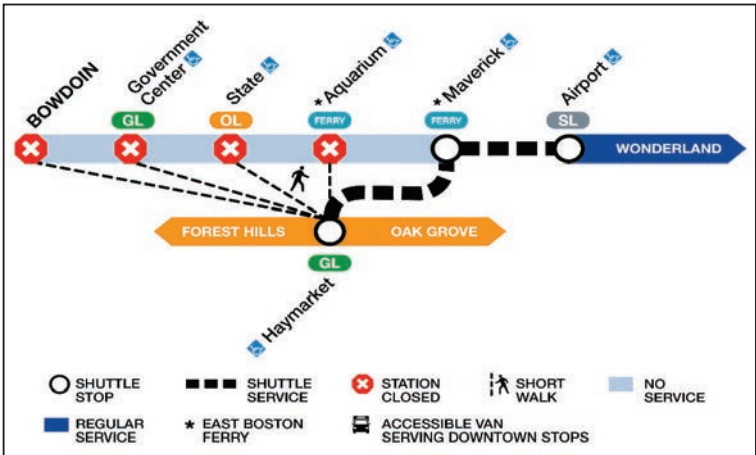 BOWDOIN
Government
Center
State
*Aquarium
*Maverick
Airport
GL
OL
FERRY
FERRY
SL
WONDERLAND
FOREST HILLS
OAK GROVE
GL
Haymarket
SHUTTLE
STOP
SHUTTLE
SERVICE
STATION
CLOSED
SHORT
WALK
NO
SERVICE
REGULAR
SERVICE
* EAST BOSTON
FERRY
ACCESSIBLE VAN
SERVING DOWNTOWN STOPS